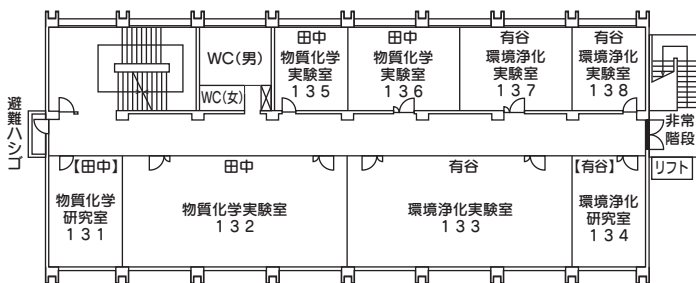 WC(男)
WC(女)
田中
物質化学
実験室
135
田中
物質化学
実験室
136
有谷
環境浄化
実験室
137
有谷
環境浄化
実験室
138
避難ハシゴ
非常
階段
リフト
【田中】
物質化学
研究室
131
田中
物質化学実験室
132
有谷
環境浄化実験室
133
【有谷】
環境浄化
研究室
134